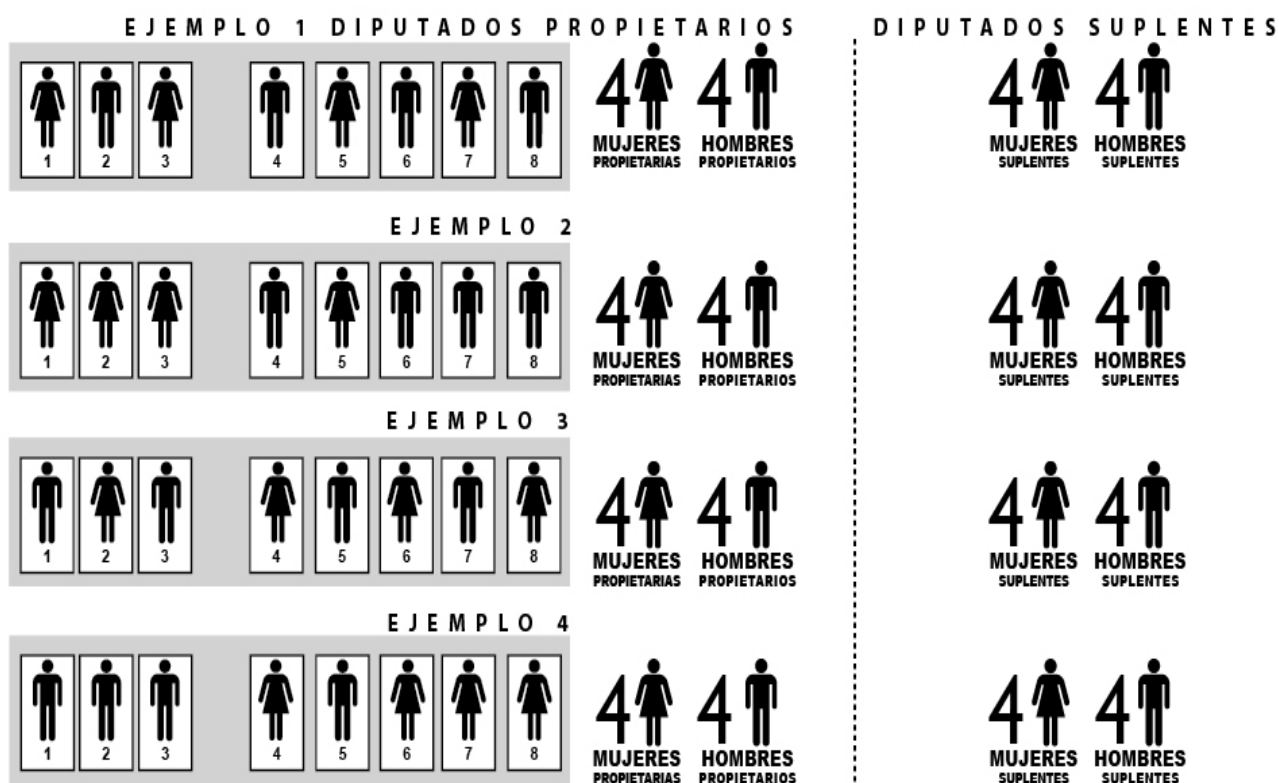 EJEMPLO 1 DIPUTADOS PROPIETARIOS DIPUTADOS SUPLENTES
4 4 4 4
MUJERES HOMBRES MUJERES HOMBRES
PROPIETARIAS PROPIETARIOS SUPLENTES SUPLENTES
1 2 3 4 5 6 7 8
EJEMPLO 2
4 4 4 4
MUJERES HOMBRES MUJERES HOMBRES
1 2 3 4 5 6 7 8
PROPIETARIAS PROPIETARIOS SUPLENTES SUPLENTES
EJEMPLO 3
4 4 4 4
1 2 3 4 5 6 7 8
MUJERES HOMBRES MUJERES HOMBRES
PROPIETARIAS PROPIETARIOS SUPLENTES SUPLENTES
EJEMPLO 4
4 4 4 4
1 2 3 4 5 6 7 8
MUJERES HOMBRES MUJERES HOMBRES
PROPIETARIAS PROPIETARIOS SUPLENTES SUPLENTES